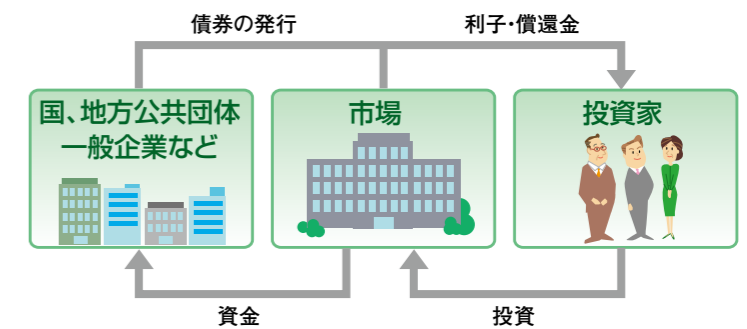 債券の発行
利子・償還金
国、地方公共団体
一般企業など
市場
投資家
資金
投資